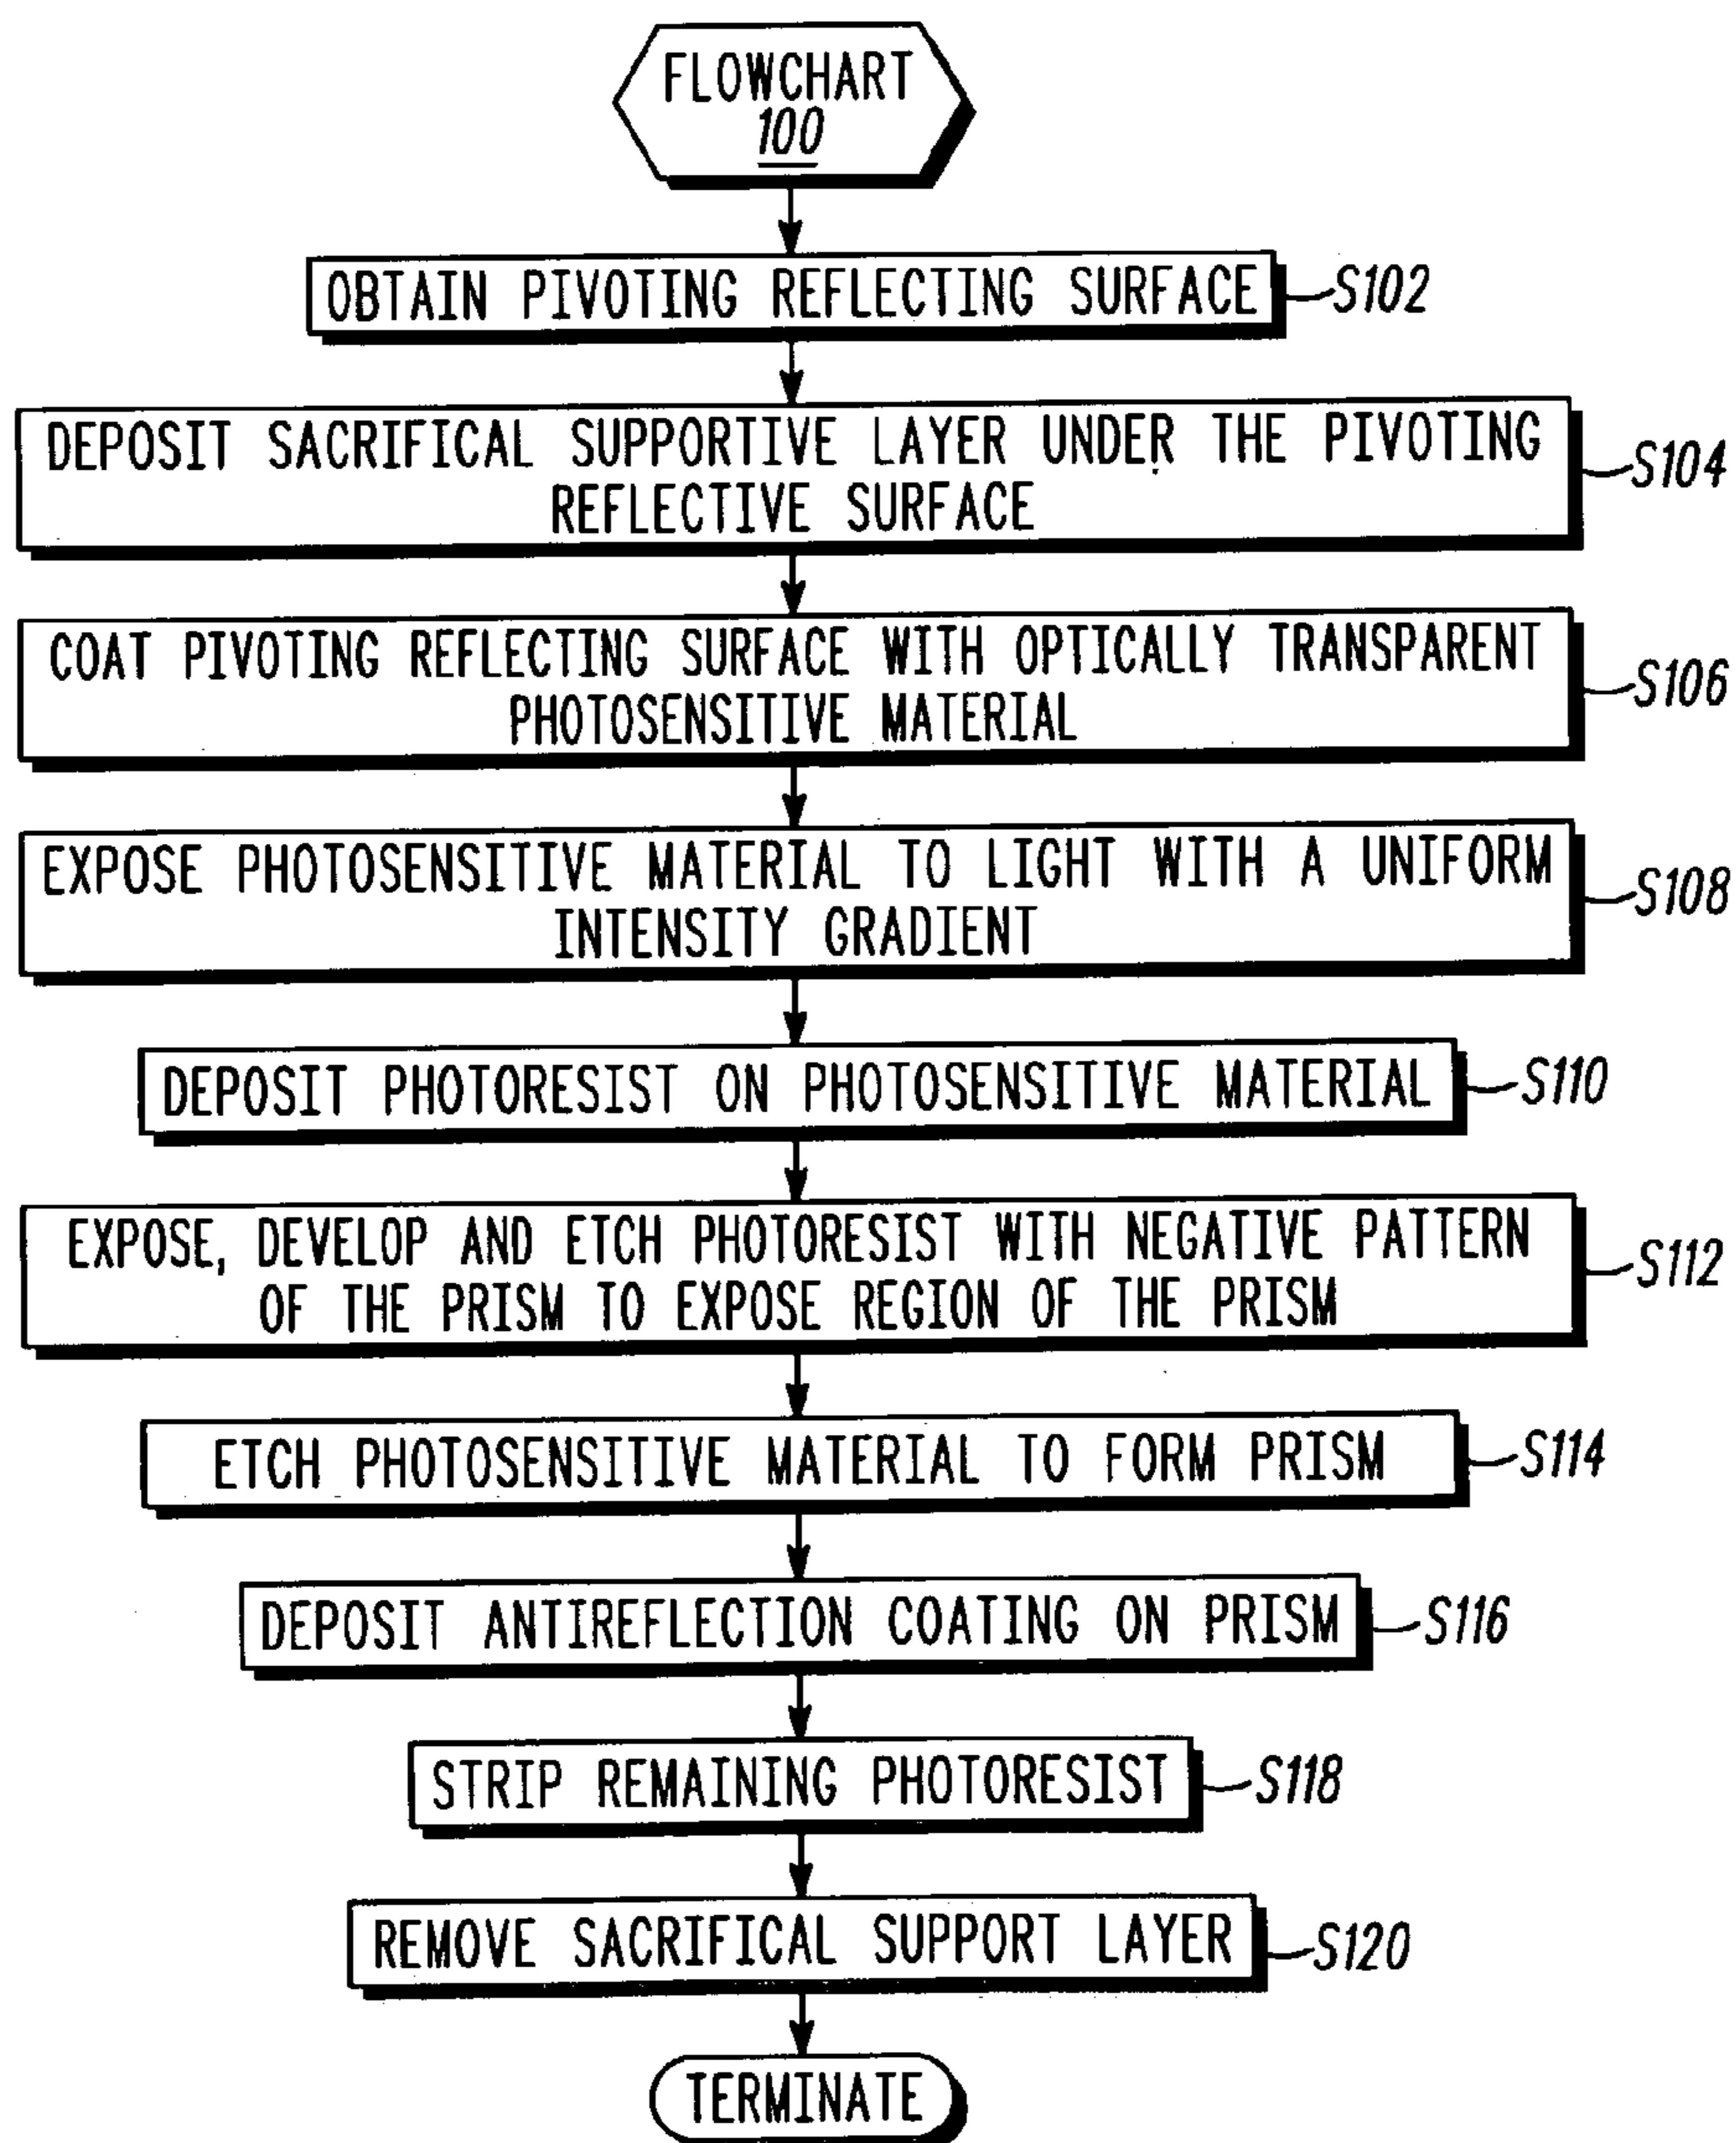 FLOWCHART
100
OBTAIN PIVOTING REFLECTING SURFACE
S102
DEPOSIT SACRIFICAL SUPPORTIVE LAYER UNDER THE PIVOTING
REFLECTIVE SURFACE
S104
COAT PIVOTING REFLECTING SURFACE WITH OPTICALLY TRANSPARENT
PHOTOSENSITIVE MATERIAL
S106
EXPOSE PHOTOSENSITIVE MATERIAL TO LIGHT WITH A UNIFORM
INTENSITY GRADIENT
S108
DEPOSIT PHOTORESIST ON PHOTOSENSITIVE MATERIAL
S110
EXPOSE, DEVELOP AND ETCH PHOTORESIST WITH NEGATIVE PATTERN
OF THE PRISM TO EXPOSE REGION OF THE PRISM
S112
ETCH PHOTOSENSITIVE MATERIAL TO FORM PRISM
S114
DEPOSIT ANTIREFLECTION COATING ON PRISM
S116
STRIP REMAINING PHOTORESIST
S118
REMOVE SACRIFICAL SUPPORT LAYER
S120
TERMINATE